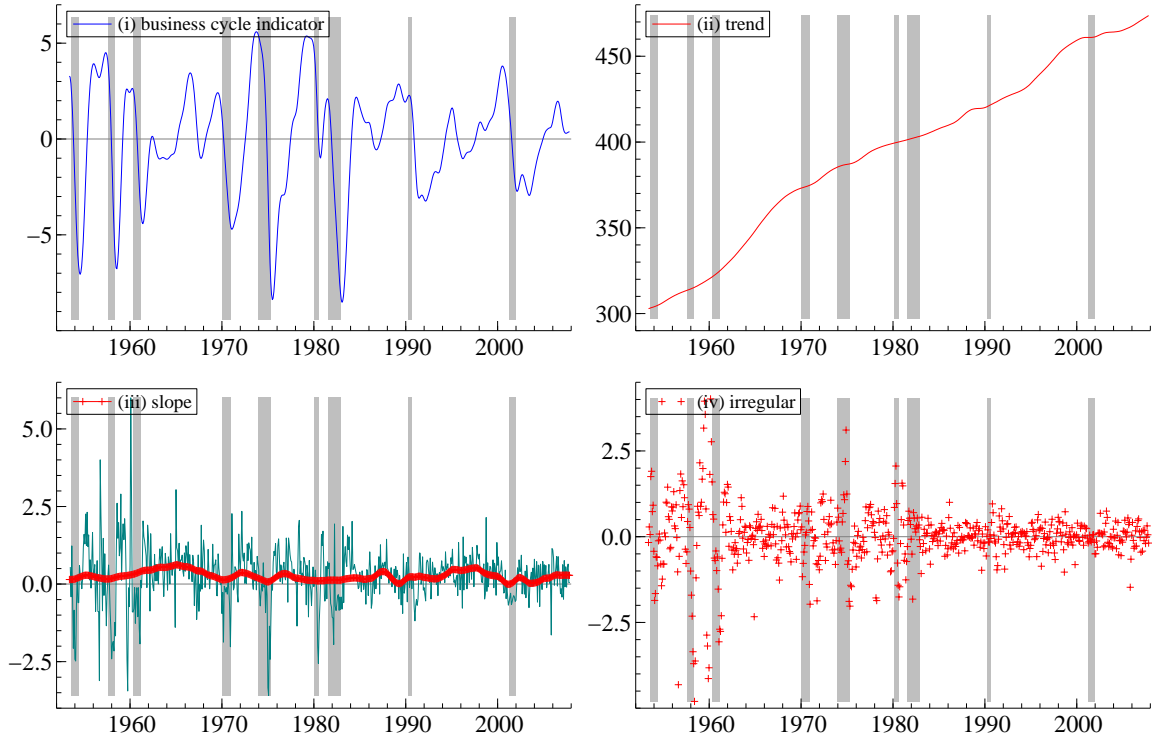 (i) business cycle indicator
5
0
−5
1960 1970 1980 1990 2000
(ii) trend
450
400
350
300
1960 1970 1980 1990 2000
(iii) slope
5.0
2.5
0.0
−2.5
1960 1970 1980 1990 2000
(iv) irregular
2.5
0.0
−2.5
1960 1970 1980 1990 2000